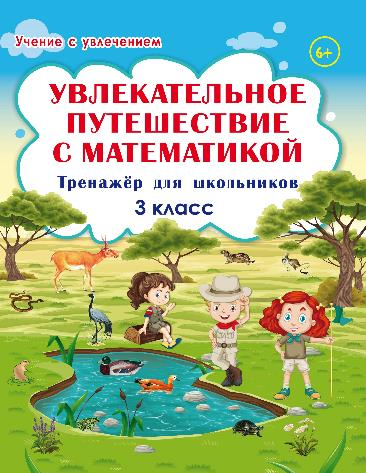 Учение с увлечением
6+
УВЛЕКАТЕЛЬНОЕ
ПУТЕШЕСТВИЕ
С МАТЕМАТИКОЙ
Тренажёр для школьников
3 класс